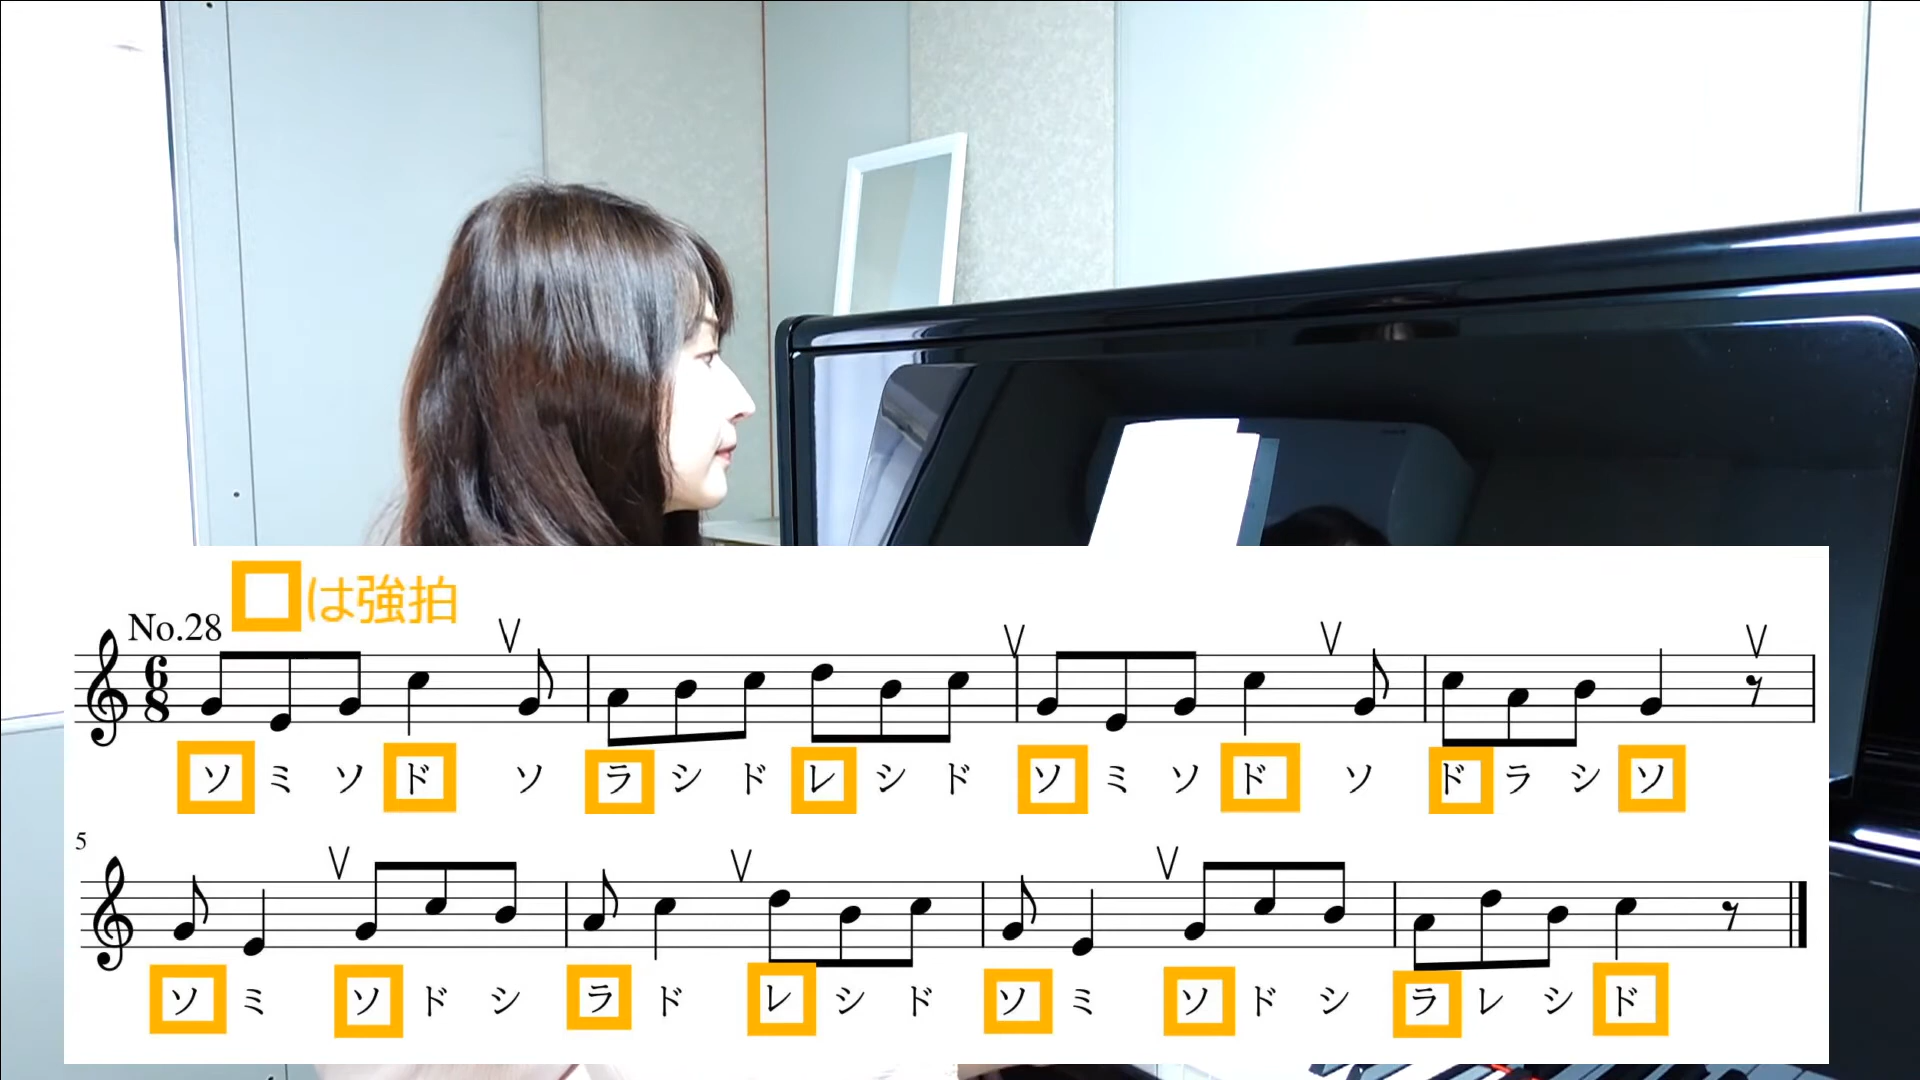 □は強拍
No.28
6
8
ソ ミ ソ ド ソ ラ シ ド レ シ ド ソ ミ ソ ド ソ ド ラ シ ソ
5
ソ ミ ソ ド シ ラ ド レ シ ド ソ ミ ソ ド シ ラ レ シ ド